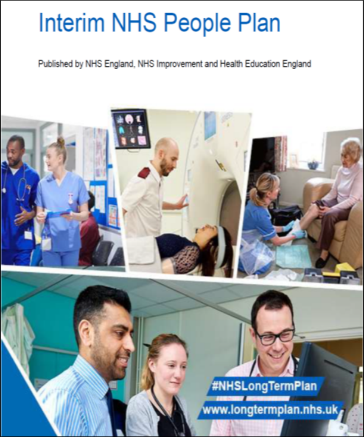 Interim NHS People Plan
Published by NHS England, NHS Improvement and Health Education England
#NHSLongTermPlan
www.longtermplan.nhs.uk